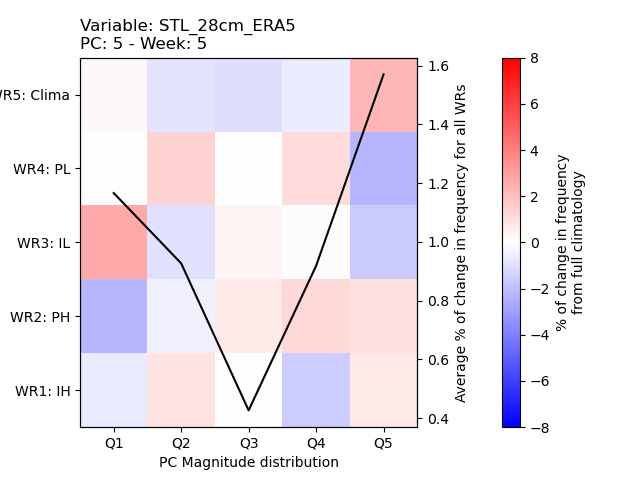 Variable: STL_28cm_ERA5
PC: 5 - Week: 5
WR5: Clima
WR4: PL
WR3: IL
WR2: PH
WR1: IH
Q1 Q2 Q3 Q4 Q5
PC Magnitude distribution
1.6
1.4
1.2
1.0
0.8
0.6
0.4
Average % of change in frequency for all WRs
8
6
4
2
0
−2
−4
−6
−8
% of change in frequency
from full climatology